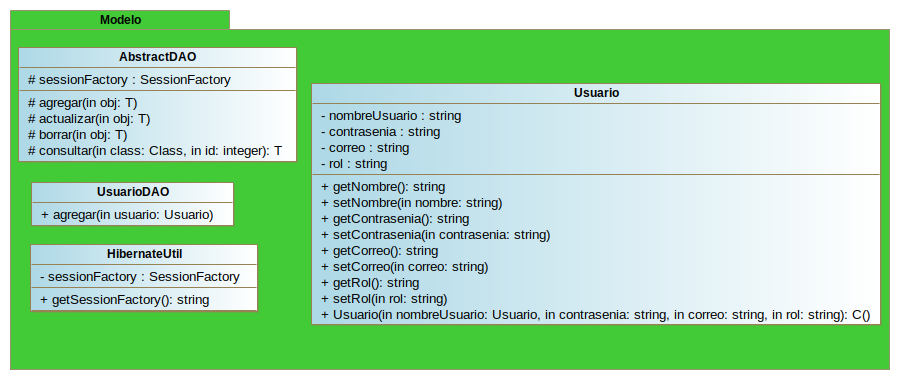 Modelo
AbstractDAO
# sessionFactory : SessionFactory
# agregar(in obj: T)
# actualizar(in obj: T)
# borrar(in obj: T)
# consultar(in class: Class, in id: integer): T
UsuarioDAO
+ agregar(in usuario: Usuario)
HibernateUtil
- sessionFactory : SessionFactory
+ getSessionFactory(): string
Usuario
- nombreUsuario : string
- contrasenia : string
- correo : string
- rol : string
+ getNombre(): string
+ setNombre(in nombre: string)
+ getContrasenia(): string
+ setContrasenia(in contrasenia: string)
+ getCorreo(): string
+ setCorreo(in correo: string)
+ getRol(): string
+ setRol(in rol: string)
+ Usuario(in nombreUsuario: Usuario, in contrasenia: string, in correo: string, in rol: string): C()